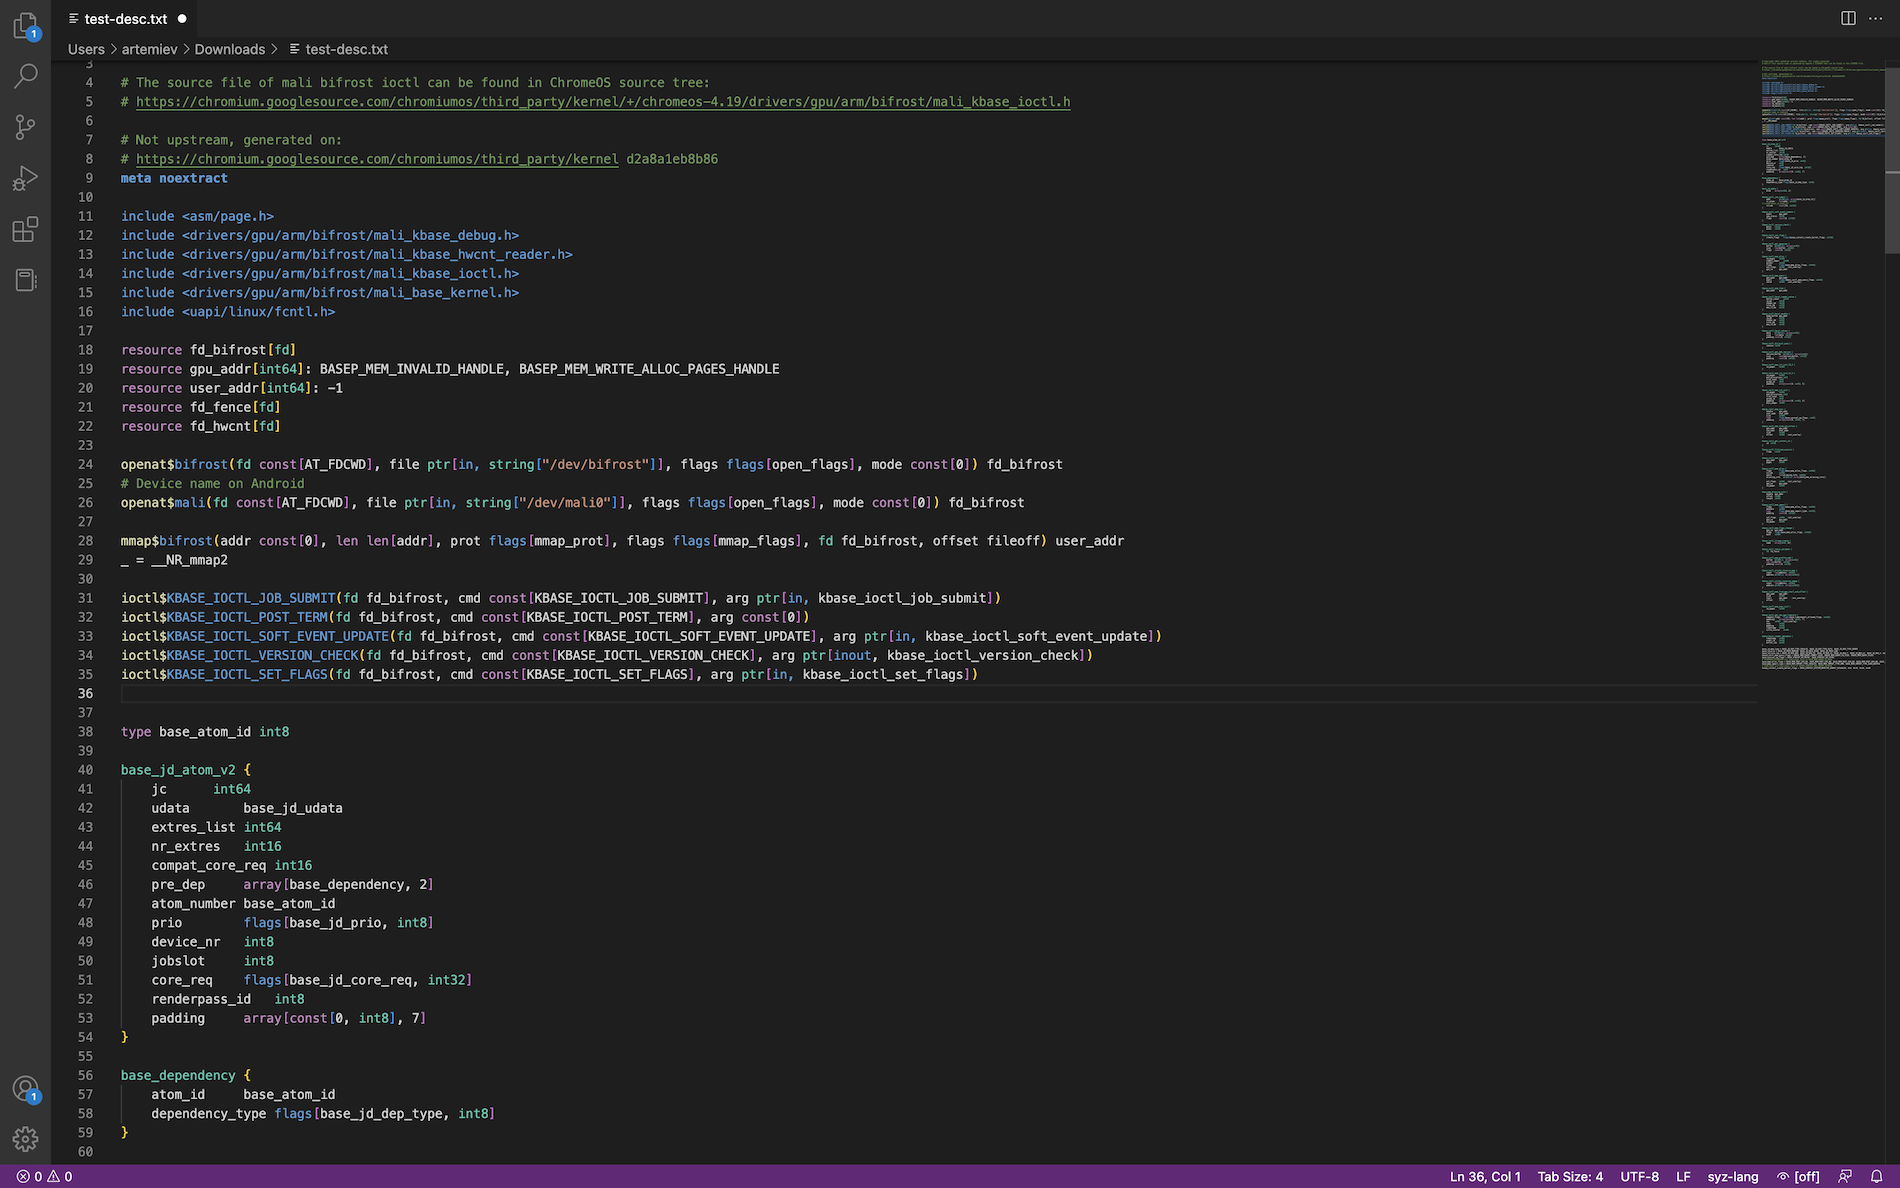 test-desc.txt
Users > artemiev > Downloads > test-desc.txt
1
3
4 # The source file of mali bifrost ioctl can be found in ChromeOS source tree:
5 # https://chromium.googlesource.com/chromiumos/third_party/kernel/+/chromeos-4.19/drivers/gpu/arm/bifrost/mali_kbase_ioctl.h
6
7 # Not upstream, generated on:
8 # https://chromium.googlesource.com/chromiumos/third_party/kernel d2a8a1eb8b86
9 meta noextract
10
11 include <asm/page.h>
12 include <drivers/gpu/arm/bifrost/mali_kbase_debug.h>
13 include <drivers/gpu/arm/bifrost/mali_kbase_hwcnt_reader.h>
14 include <drivers/gpu/arm/bifrost/mali_kbase_ioctl.h>
15 include <drivers/gpu/arm/bifrost/mali_base_kernel.h>
16 include <uapi/linux/fcntl.h>
17
18 resource fd_bifrost[fd]
19 resource gpu_addr[int64]: BASEP_MEM_INVALID_HANDLE, BASEP_MEM_WRITE_ALLOC_PAGES_HANDLE
20 resource user_addr[int64]: -1
21 resource fd_fence[fd]
22 resource fd_hwcnt[fd]
23
24 openat$bifrost(fd const[AT_FDCWD], file ptr[in, string["/dev/bifrost"]], flags flags[open_flags], mode const[0]) fd_bifrost
25 # Device name on Android
26 openat$mali(fd const[AT_FDCWD], file ptr[in, string["/dev/mali0"]], flags flags[open_flags], mode const[0]) fd_bifrost
27
28 mmap$bifrost(addr const[0], len len[addr], prot flags[mmap_prot], flags flags[mmap_flags], fd fd_bifrost, offset fileoff) user_addr
29 _ = __NR_mmap2
30
31 ioctl$KBASE_IOCTL_JOB_SUBMIT(fd fd_bifrost, cmd const[KBASE_IOCTL_JOB_SUBMIT], arg ptr[in, kbase_ioctl_job_submit])
32 ioctl$KBASE_IOCTL_POST_TERM(fd fd_bifrost, cmd const[KBASE_IOCTL_POST_TERM], arg const[0])
33 ioctl$KBASE_IOCTL_SOFT_EVENT_UPDATE(fd fd_bifrost, cmd const[KBASE_IOCTL_SOFT_EVENT_UPDATE], arg ptr[in, kbase_ioctl_soft_event_update])
34 ioctl$KBASE_IOCTL_VERSION_CHECK(fd fd_bifrost, cmd const[KBASE_IOCTL_VERSION_CHECK], arg ptr[inout, kbase_ioctl_version_check])
35 ioctl$KBASE_IOCTL_SET_FLAGS(fd fd_bifrost, cmd const[KBASE_IOCTL_SET_FLAGS], arg ptr[in, kbase_ioctl_set_flags])
36
37
38 type base_atom_id int8
39
40 base_jd_atom_v2 {
41 jc int64
42 udata base_jd_udata
43 extres_list int64
44 nr_extres int16
45 compat_core_req int16
46 pre_dep array[base_dependency, 2]
47 atom_number base_atom_id
48 prio flags[base_jd_prio, int8]
49 device_nr int8
50 jobslot int8
51 core_req flags[base_jd_core_req, int32]
52 renderpass_id int8
53 padding array[const[0, int8], 7]
54 }
55
56 base_dependency {
57 atom_id base_atom_id
58 dependency_type flags[base_jd_dep_type, int8]
59 }
60
1
0 0 Ln 36, Col 1 Tab Size: 4 UTF-8 LF syz-lang [off]